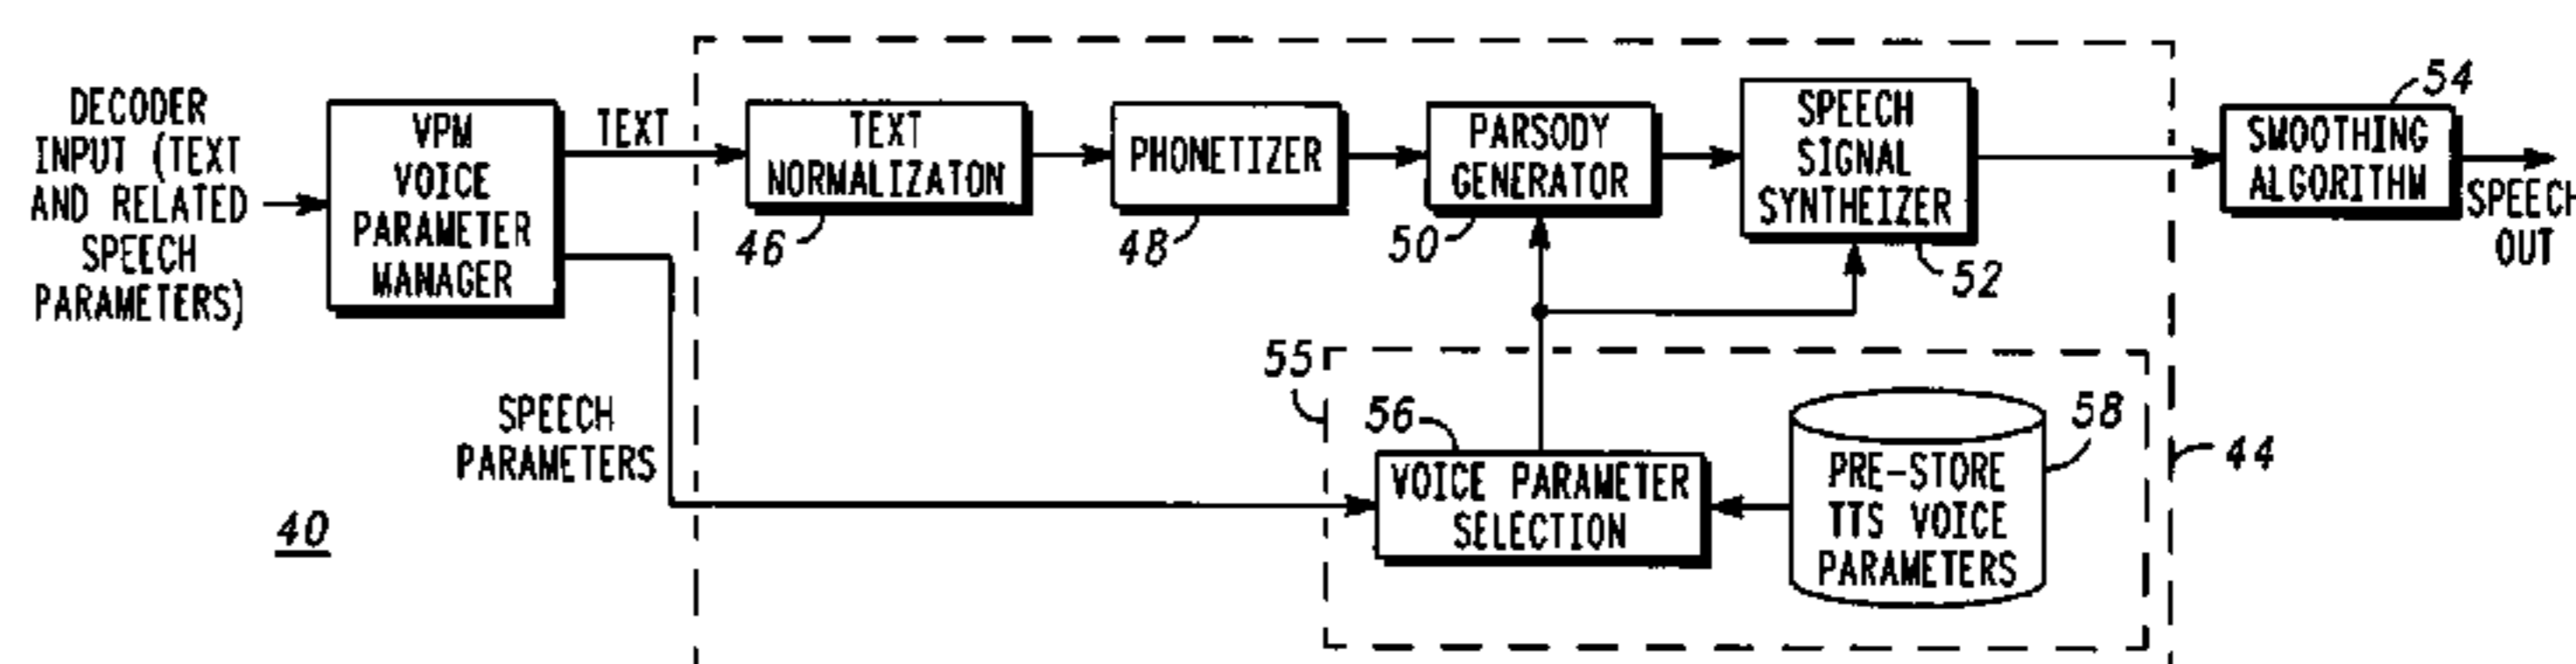 DECODER
INPUT (TEXT
AND RELATED
SPEECH
PARAMETERS)
VPM
VOICE
PARAMETER
MANAGER
TEXT
SPEECH
PARAMETERS
40
TEXT
NORMALIZATON
46
PHONETIZER
48
PARSODY
GENERATOR
50
SPEECH
SIGNAL
SYNTHEIZER
52
SMOOTHING
ALGORITHM
54
SPEECH
OUT
55
56
VOICE PARAMETER
SELECTION
PRE-STORE
TTS VOICE
PARAMETERS
58
44